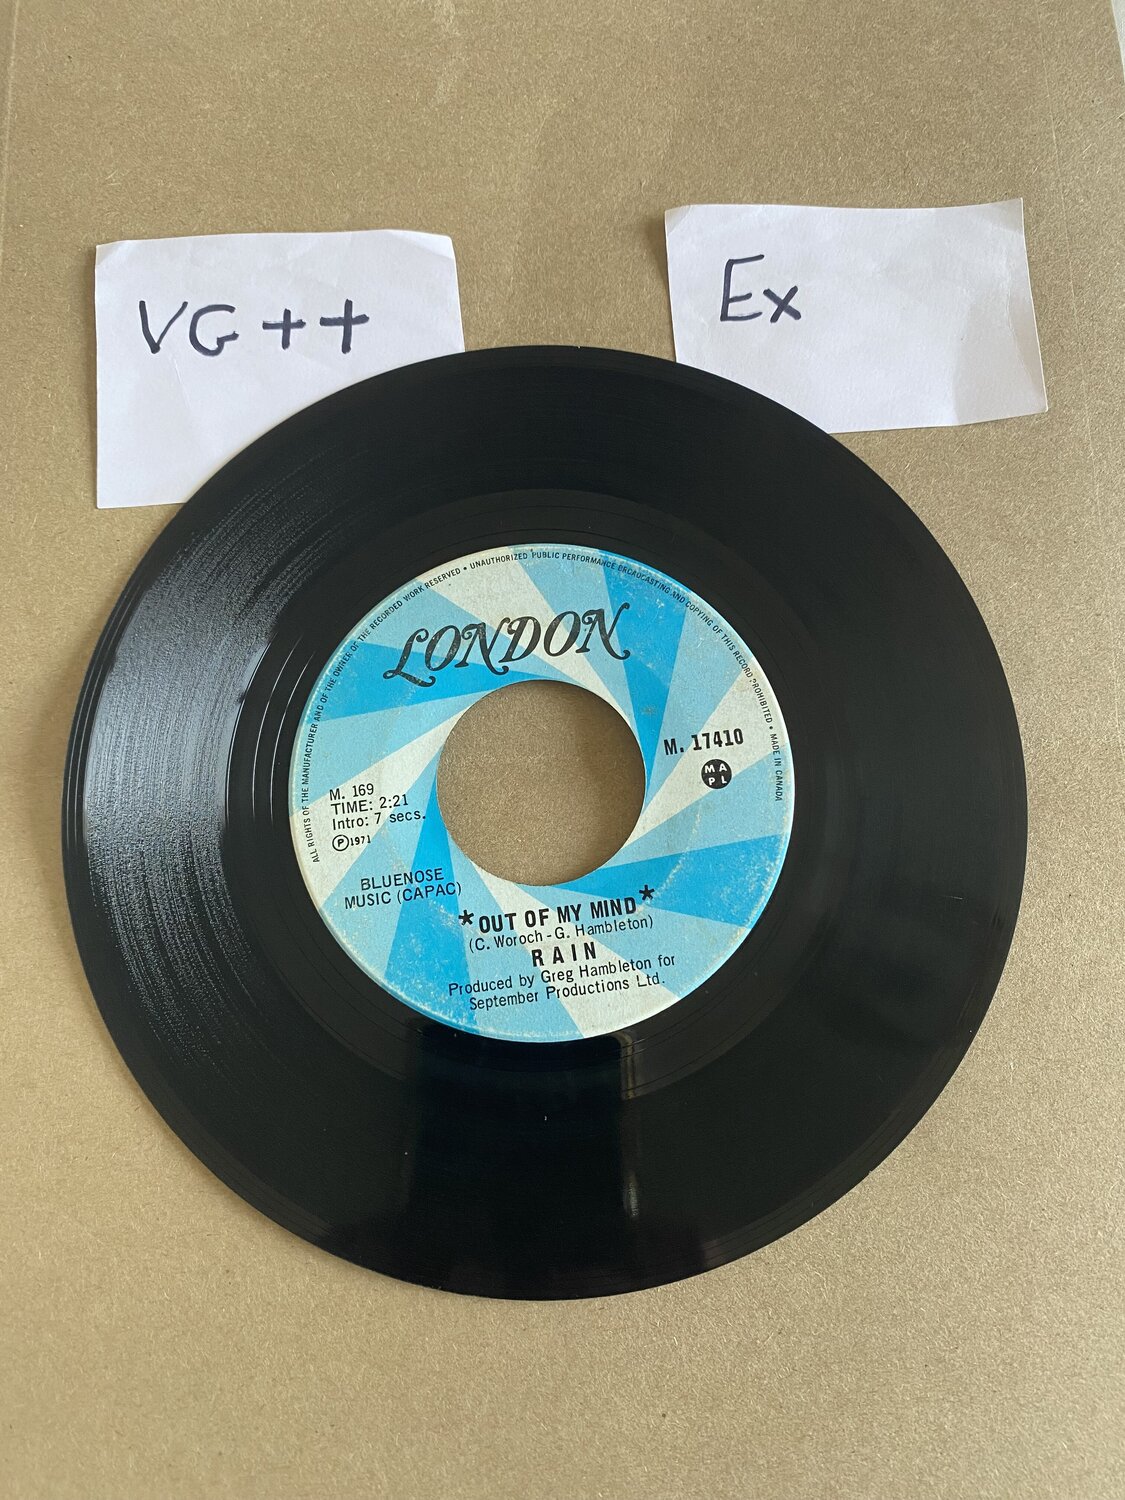 VG++
Ex
ALL RIGHTS OF THE MANUFACTURER AND OF THE OWNER OF THE RECORDED WORK RESERVED • UNAUTHORIZED PUBLIC PERFORMANCE BROADCASTING AND COPYING OF THIS RECORD PROHIBITED • MADE IN CANADA
LONDON
M. 17410
MA
PL
M. 169
TIME: 2:21
Intro: 7 secs.
Ⓟ1971
BLUENOSE
MUSIC (CAPAC)
*OUT OF MY MIND*
(C. Woroch - G. Hambleton)
RAIN
Produced by Greg Hambleton for
September Productions Ltd.